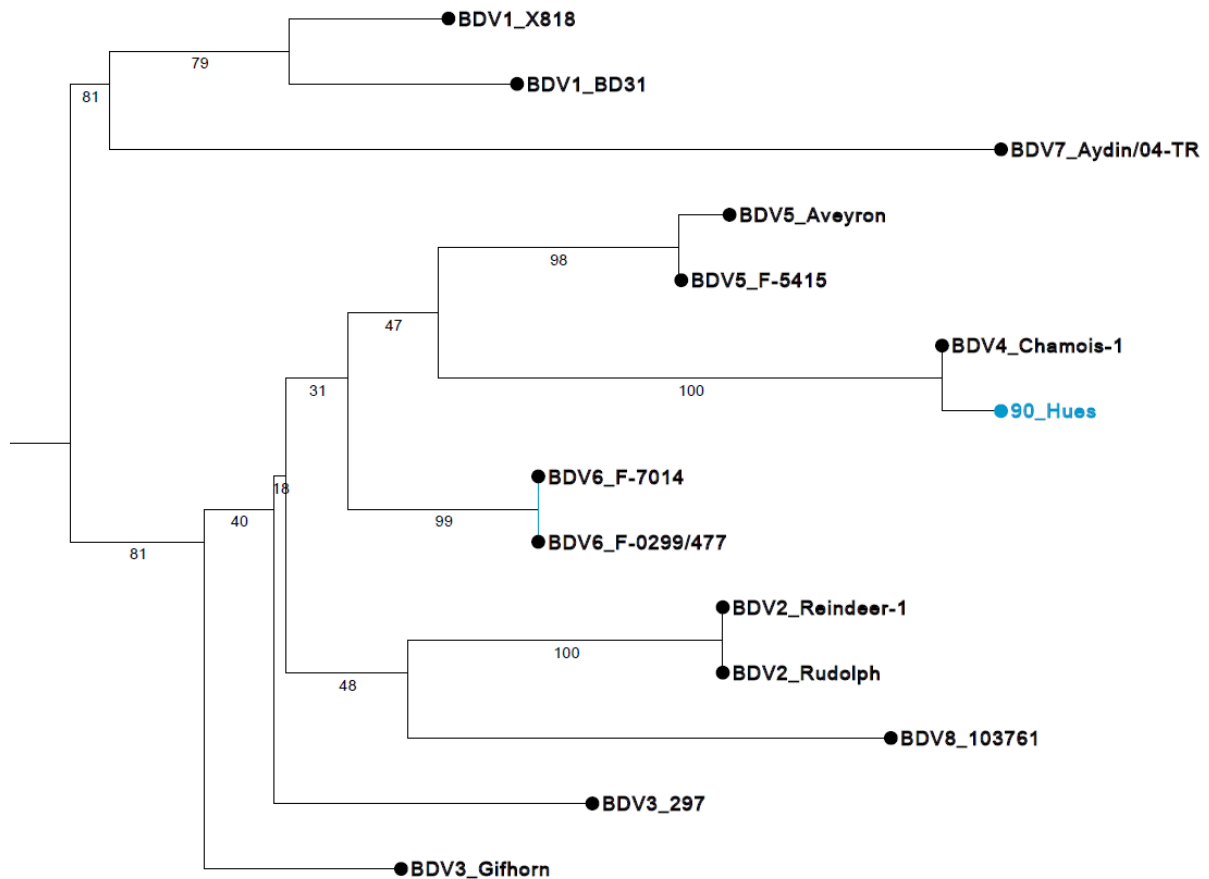 BDV1_X818
79
BDV1_BD31
81
BDV7_Aydin/04-TR
BDV5_Aveyron
98
BDV5_F-5415
47
BDV4_Chamois-1
31
100
90_Hues
BDV6_F-7014
18
40
99
BDV6_F-0299/477
81
BDV2_Reindeer-1
100
BDV2_Rudolph
48
BDV8_103761
BDV3_297
BDV3_Gifhorn